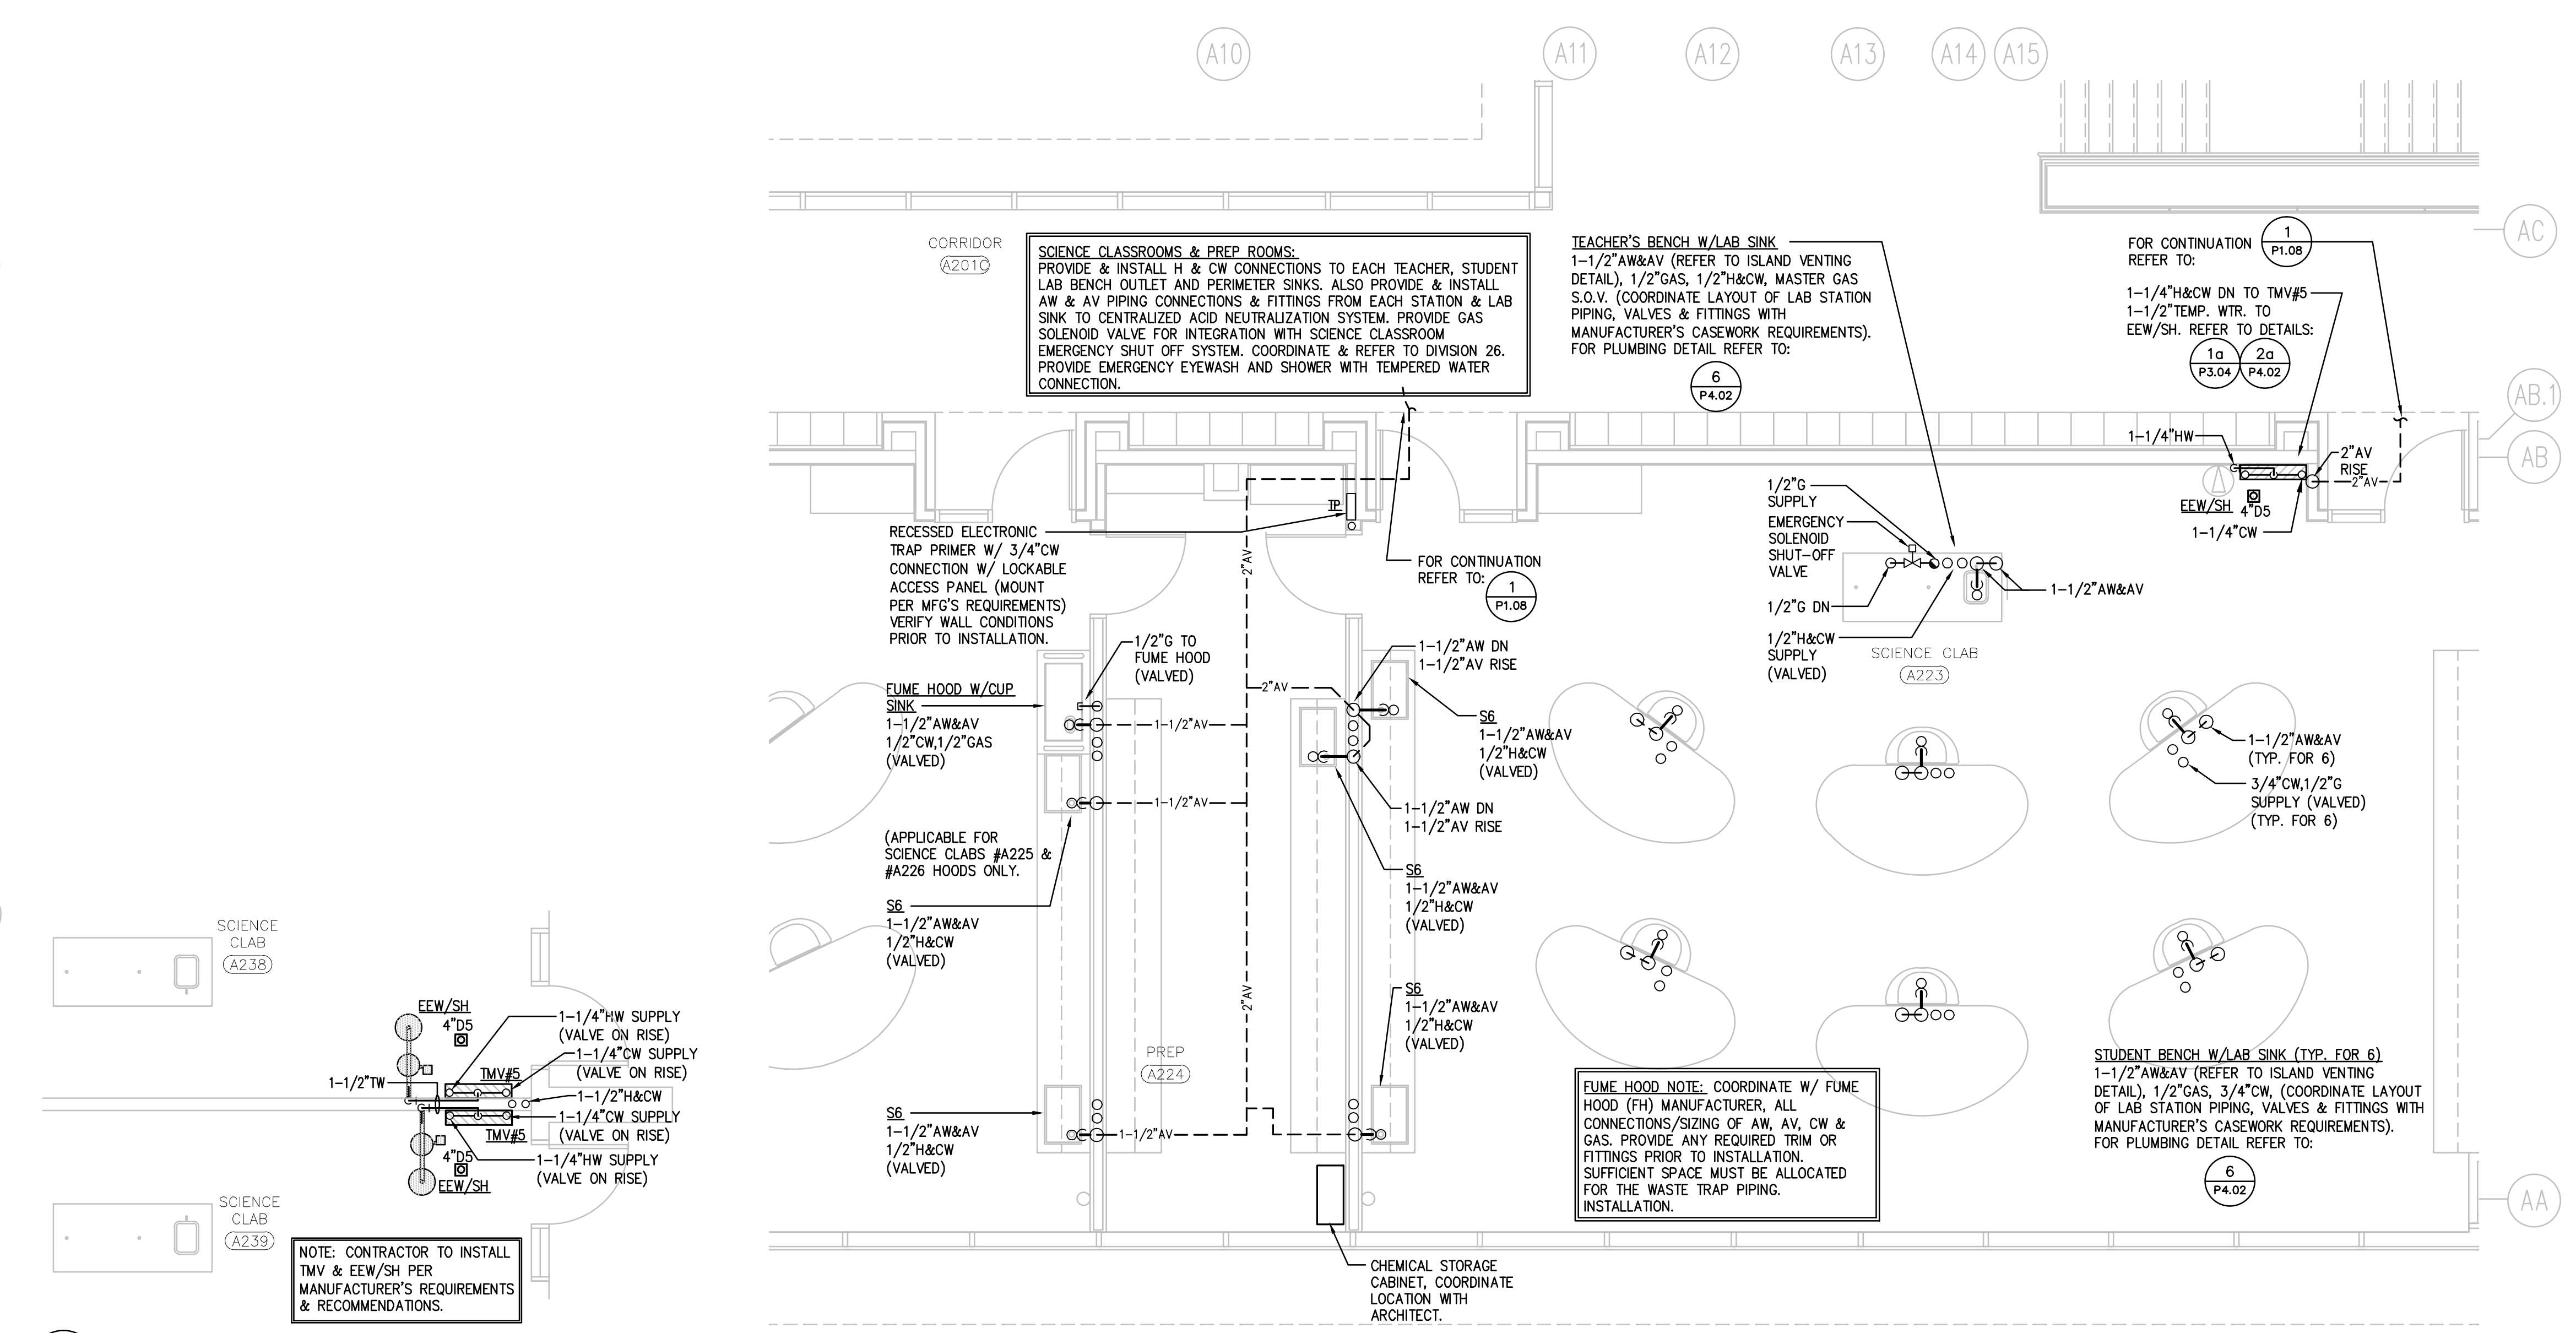 A10
A11
A12
A13
A14
A15
AC
AB.1
AB
AA
CORRIDOR
A201C
SCIENCE CLASSROOMS & PREP ROOMS:
PROVIDE & INSTALL H & CW CONNECTIONS TO EACH TEACHER, STUDENT
LAB BENCH OUTLET AND PERIMETER SINKS. ALSO PROVIDE & INSTALL
AW & AV PIPING CONNECTIONS & FITTINGS FROM EACH STATION & LAB
SINK TO CENTRALIZED ACID NEUTRALIZATION SYSTEM. PROVIDE GAS
SOLENOID VALVE FOR INTEGRATION WITH SCIENCE CLASSROOM
EMERGENCY SHUT OFF SYSTEM. COORDINATE & REFER TO DIVISION 26.
PROVIDE EMERGENCY EYEWASH AND SHOWER WITH TEMPERED WATER
CONNECTION.
TEACHER'S BENCH W/LAB SINK
1-1/2"AW&AV (REFER TO ISLAND VENTING
DETAIL), 1/2"GAS, 1/2"H&CW, MASTER GAS
S.O.V. (COORDINATE LAYOUT OF LAB STATION
PIPING, VALVES & FITTINGS WITH
MANUFACTURER'S CASEWORK REQUIREMENTS).
FOR PLUMBING DETAIL REFER TO:
6
P4.02
FOR CONTINUATION
REFER TO:
1
P1.08
1-1/4"H&CW DN TO TMV#5
1-1/2"TEMP. WTR. TO
EEW/SH. REFER TO DETAILS:
1a
P3.04
2a
P4.02
1-1/4"HW
2"AV
RISE
2"AV
EEW/SH
4"D5
1-1/4"CW
1/2"G
SUPPLY
EMERGENCY
SOLENOID
SHUT-OFF
VALVE
1/2"G DN
1/2"H&CW
SUPPLY
(VALVED)
1-1/2"AW&AV
SCIENCE CLAB
A223
TP
RECESSED ELECTRONIC
TRAP PRIMER W/ 3/4"CW
CONNECTION W/ LOCKABLE
ACCESS PANEL (MOUNT
PER MFG'S REQUIREMENTS)
VERIFY WALL CONDITIONS
PRIOR TO INSTALLATION.
2"AV
FOR CONTINUATION
REFER TO:
1
P1.08
1/2"G TO
FUME HOOD
(VALVED)
1-1/2"AW DN
1-1/2"AV RISE
FUME HOOD W/CUP
SINK
1-1/2"AW&AV
1/2"CW,1/2"GAS
(VALVED)
2"AV
1-1/2"AV
S6
1-1/2"AW&AV
1/2"H&CW
(VALVED)
1-1/2"AV
1-1/2"AW DN
1-1/2"AV RISE
(APPLICABLE FOR
SCIENCE CLABS #A225 &
#A226 HOODS ONLY.
S6
1-1/2"AW&AV
1/2"H&CW
(VALVED)
S6
1-1/2"AW&AV
1/2"H&CW
(VALVED)
S6
1-1/2"AW&AV
1/2"H&CW
(VALVED)
2"AV
PREP
A224
S6
1-1/2"AW&AV
1/2"H&CW
(VALVED)
1-1/2"AV
1-1/2"AW&AV
(TYP. FOR 6)
3/4"CW,1/2"G
SUPPLY (VALVED)
(TYP. FOR 6)
FUME HOOD NOTE: COORDINATE W/ FUME
HOOD (FH) MANUFACTURER, ALL
CONNECTIONS/SIZING OF AW, AV, CW &
GAS. PROVIDE ANY REQUIRED TRIM OR
FITTINGS PRIOR TO INSTALLATION.
SUFFICIENT SPACE MUST BE ALLOCATED
FOR THE WASTE TRAP PIPING.
INSTALLATION.
STUDENT BENCH W/LAB SINK (TYP. FOR 6)
1-1/2"AW&AV (REFER TO ISLAND VENTING
DETAIL), 1/2"GAS, 3/4"CW, (COORDINATE LAYOUT
OF LAB STATION PIPING, VALVES & FITTINGS WITH
MANUFACTURER'S CASEWORK REQUIREMENTS).
FOR PLUMBING DETAIL REFER TO:
6
P4.02
CHEMICAL STORAGE
CABINET, COORDINATE
LOCATION WITH
ARCHITECT.
SCIENCE
CLAB
A238
EEW/SH
4"D5
1-1/4"HW SUPPLY
(VALVE ON RISE)
1-1/4"CW SUPPLY
(VALVE ON RISE)
TMV#5
1-1/2"TW
1-1/2"H&CW
1-1/4"CW SUPPLY
(VALVE ON RISE)
TMV#5
1-1/4"HW SUPPLY
(VALVE ON RISE)
4"D5
EEW/SH
SCIENCE
CLAB
A239
NOTE: CONTRACTOR TO INSTALL
TMV & EEW/SH PER
MANUFACTURER'S REQUIREMENTS
& RECOMMENDATIONS.